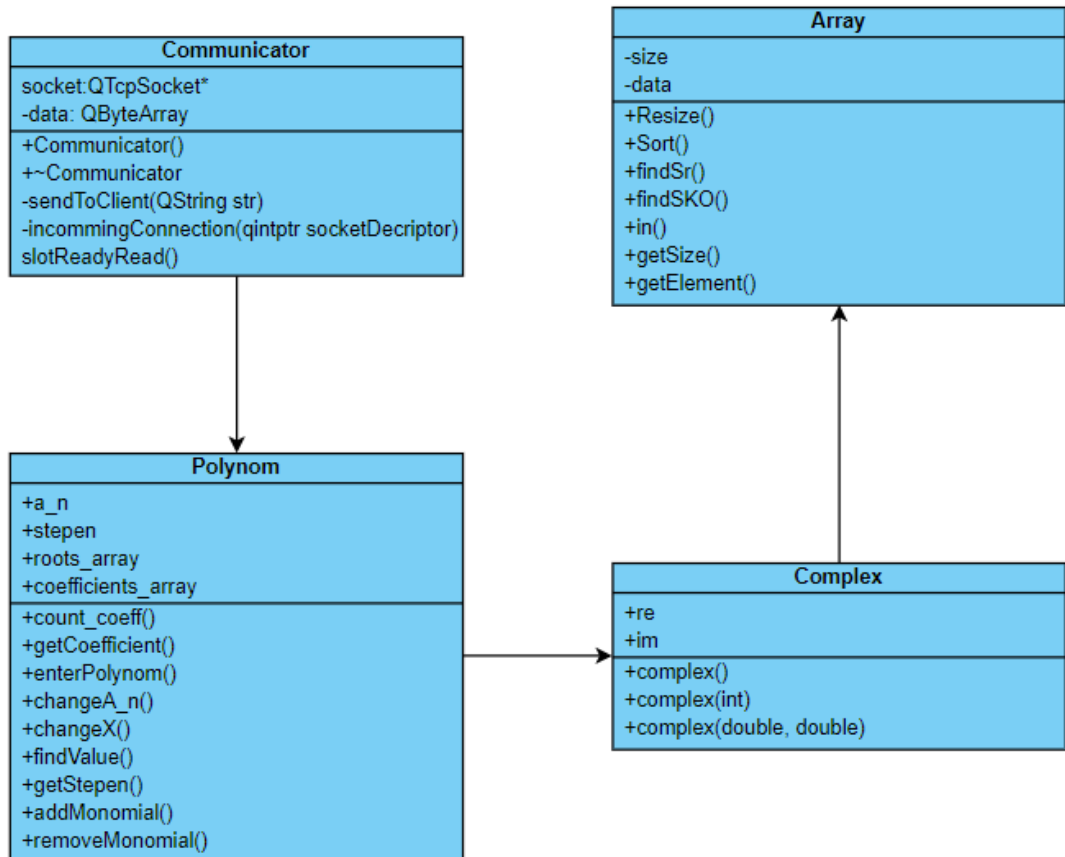 Communicator
socket:QTcpSocket*
-data: QByteArray
+Communicator()
+~Communicator
-sendToClient(QString str)
-incommingConnection(qintptr socketDecriptor)
slotReadyRead()
Array
-size
-data
+Resize()
+Sort()
+findSr()
+findSKO()
+in()
+getSize()
+getElement()
Polynom
+a_n
+stepen
+roots_array
+coefficients_array
+count_coeff()
+getCoefficient()
+enterPolynom()
+changeA_n()
+changeX()
+findValue()
+getStepen()
+addMonomial()
+removeMonomial()
Complex
+re
+im
+complex()
+complex(int)
+complex(double, double)